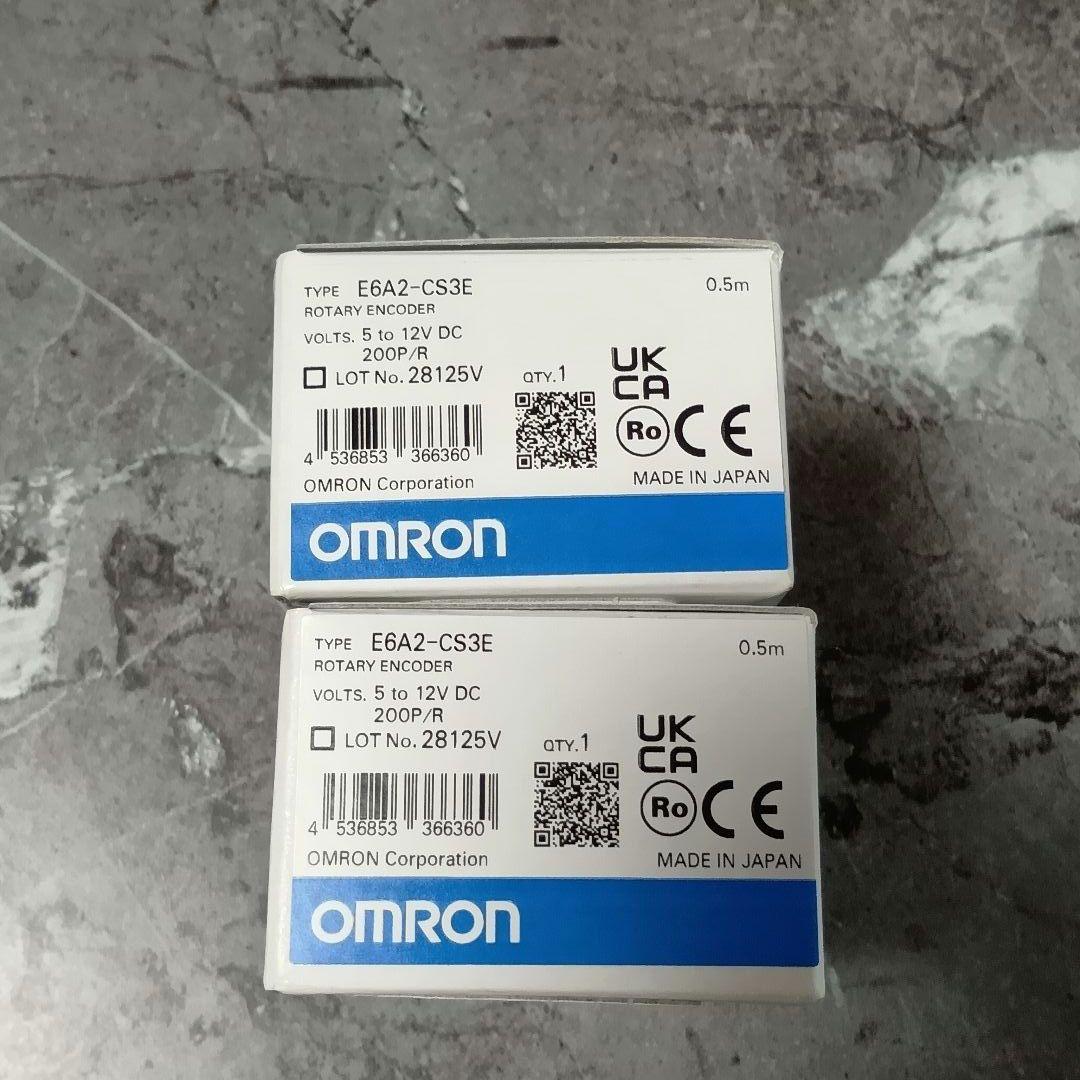 TYPE E6A2-CS3E 0.5m
ROTARY ENCODER
VOLTS. 5 to 12V DC
200P/R
LOT No. 28125V QTY.1
UK
CA
Ro CE
4 536853 366360
OMRON Corporation MADE IN JAPAN
OMRON
TYPE E6A2-CS3E 0.5m
ROTARY ENCODER
VOLTS. 5 to 12V DC
200P/R
LOT No. 28125V QTY.1
UK
CA
Ro CE
4 536853 366360
OMRON Corporation MADE IN JAPAN
OMRON